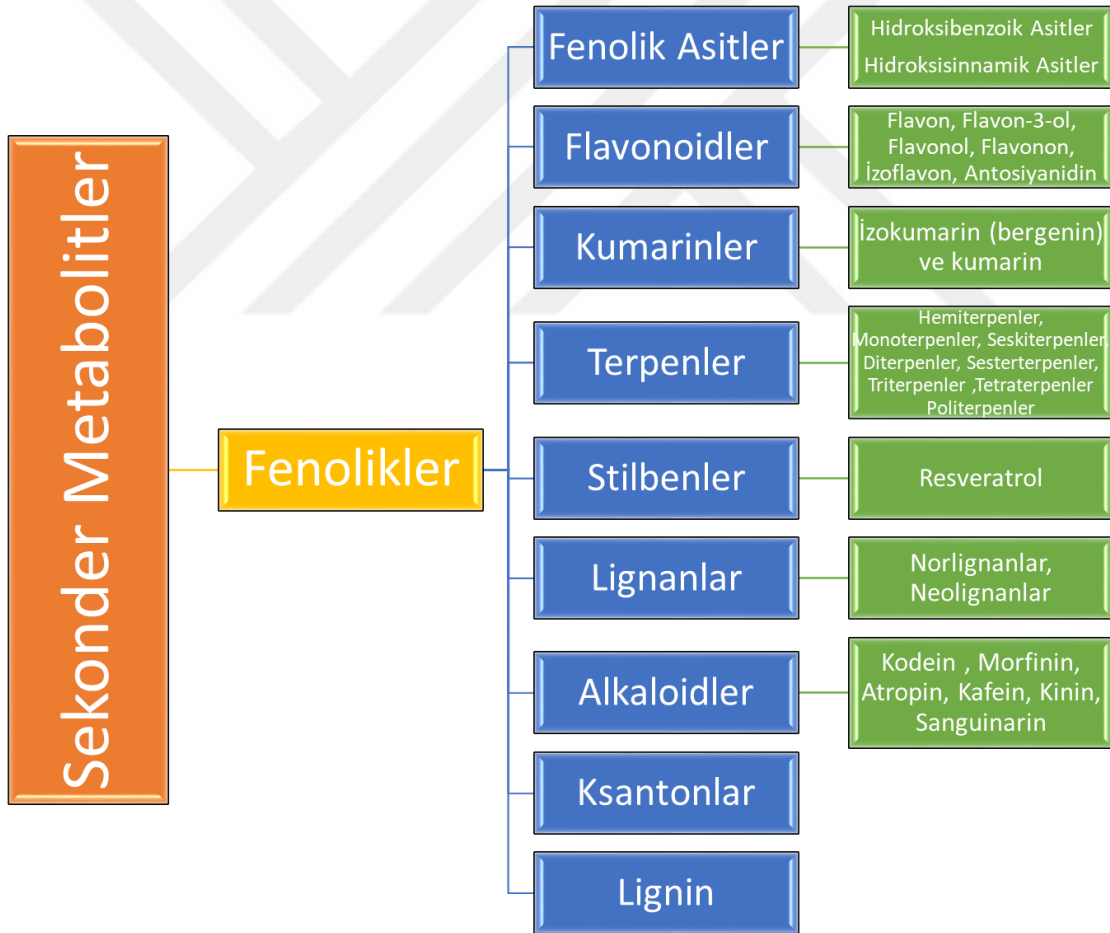 Sekonder Metabolitler
Fenolikler
Fenolik Asitler
Hidroksibenzoik Asitler
Hidroksisinnamik Asitler
Flavonoidler
Flavon, Flavon-3-ol,
Flavonol, Flavonon,
İzoflavon, Antosiyanidin
Kumarinler
İzokumarin (bergenin)
ve kumarin
Terpenler
Hemiterpenler,
Monoterpenler, Seskiterpenler,
Diterpenler, Sesterterpenler,
Triterpenler ,Tetraterpenler
Politerpenler
Stilbenler
Resveratrol
Lignanlar
Norlignanlar,
Neolignanlar
Alkaloidler
Kodein , Morfinin,
Atropin, Kafein, Kinin,
Sanguinarin
Ksantonlar
Lignin